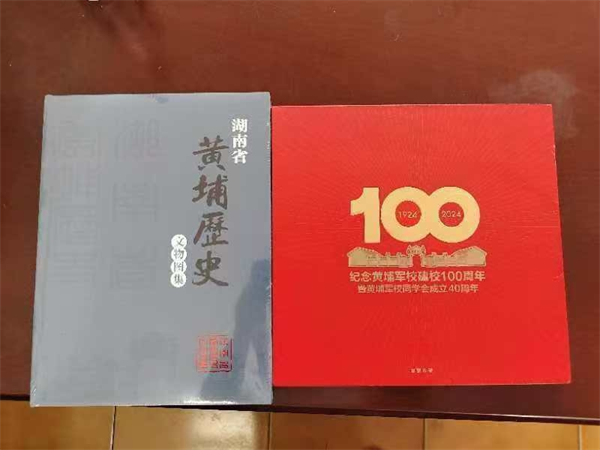 湖南省
黄埔歷史
文物图集
100
1924 2024
纪念黄埔军校建校100周年
暨黄埔军校同学会成立40周年